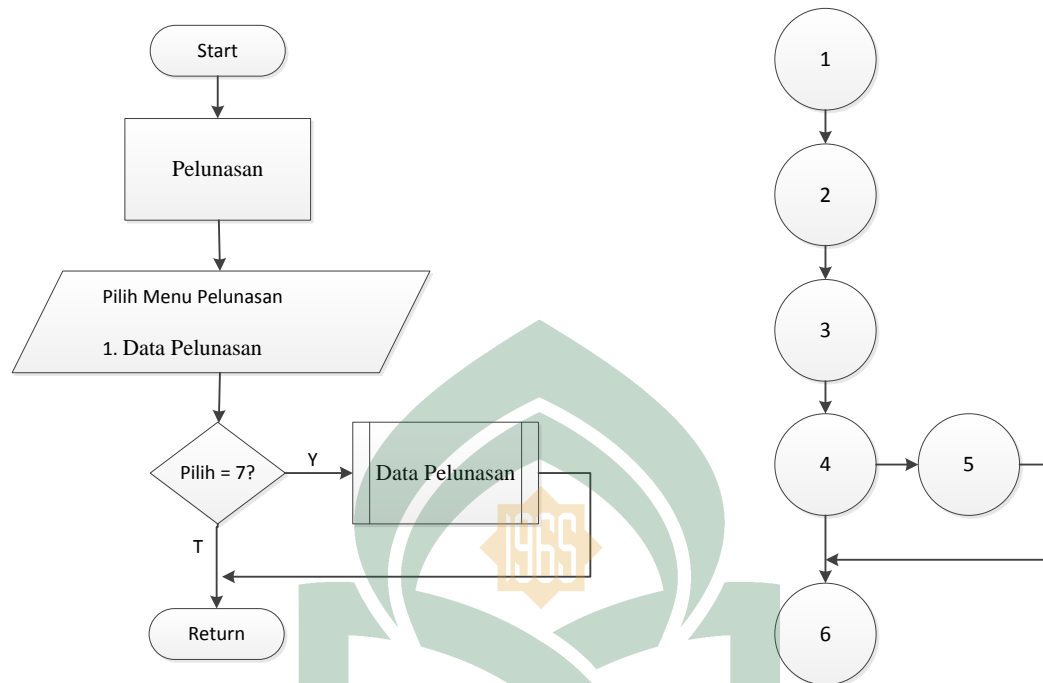 Start
Pelunasan
Pilih Menu Pelunasan
1. Data Pelunasan
Pilih = 7?
Y
Data Pelunasan
T
Return
1965
1
2
3
4
5
6